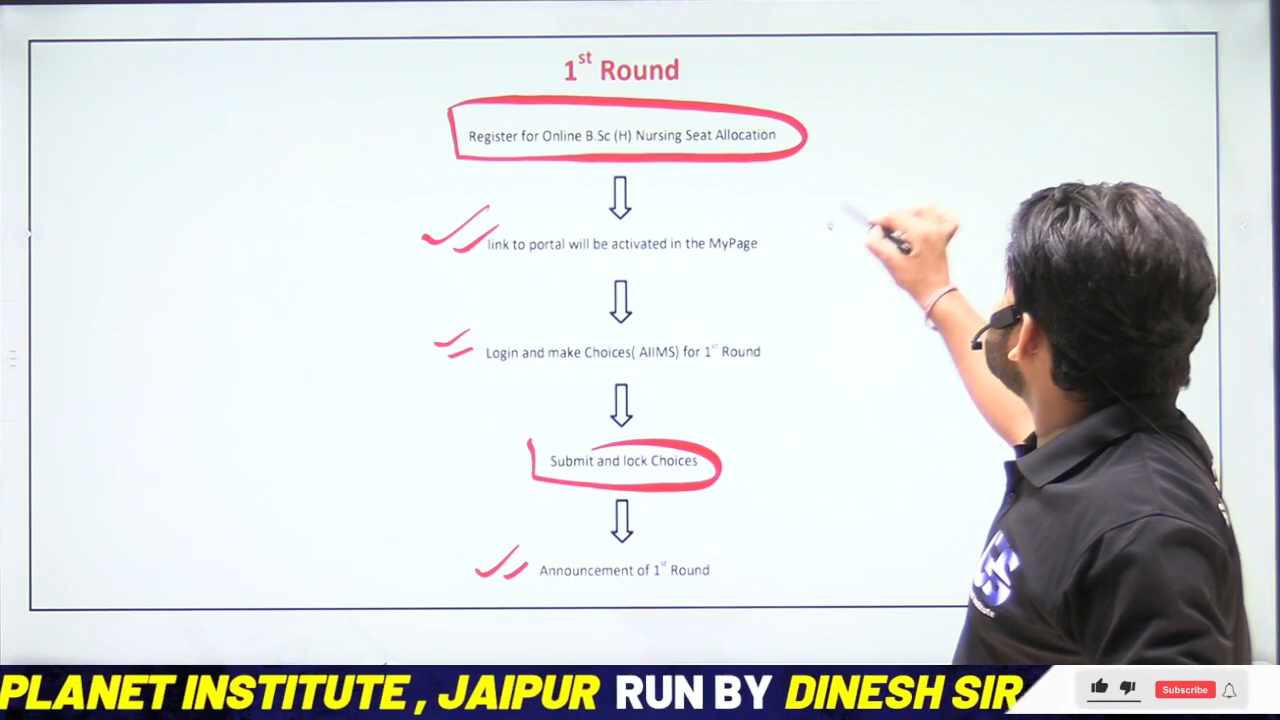 1st Round
Register for Online B.Sc (H) Nursing Seat Allocation
link to portal will be activated in the MyPage
Login and make Choices( AIIMS) for 1st Round
Submit and lock Choices
Announcement of 1st Round
PLANET INSTITUTE , JAIPUR RUN BY DINESH SIR
Subscribe